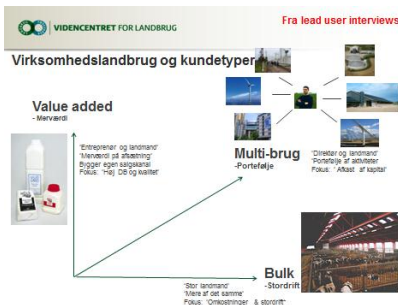 VIDENCENTRET FOR LANDBRUG
Fra lead user interviews
Virksomhedslandbrug og kundetyper
Value added
- Merværdi
'Entreprenør og landmand'
'Merværdi på afsætning'
Bygger egen salgskanal
Fokus: 'Høj DB og kvalitet'
Multi-brug
-Portefølje
'Direktør og landmand'
'Portefølje af aktiviteter
Fokus: 'Afkast af kapital'
Bulk
-Stordrift
'Stor landmand'
'Mere af det samme'
Fokus: 'Omkostninger & stordrift'